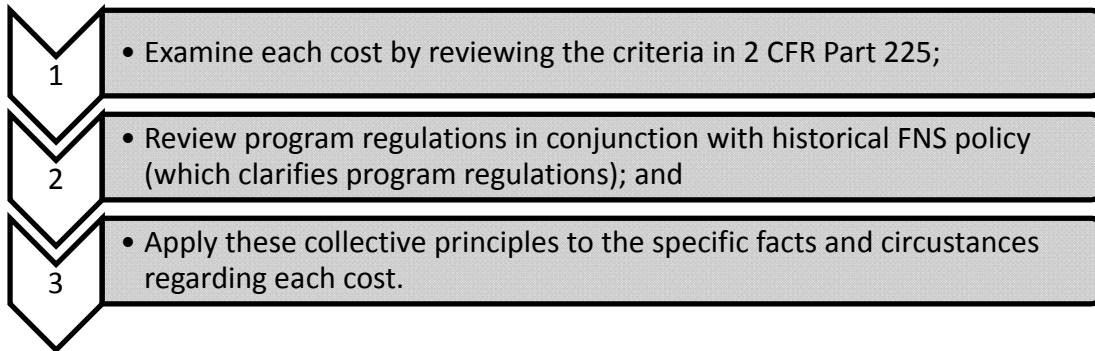 1
• Examine each cost by reviewing the criteria in 2 CFR Part 225;
2
• Review program regulations in conjunction with historical FNS policy
(which clarifies program regulations); and
3
• Apply these collective principles to the specific facts and circustances
regarding each cost.